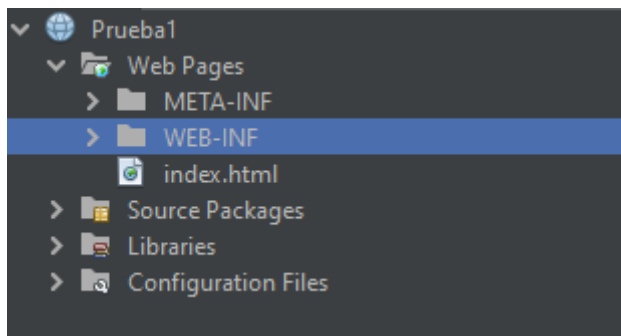 Prueba1
Web Pages
META-INF
WEB-INF
index.html
Source Packages
Libraries
Configuration Files